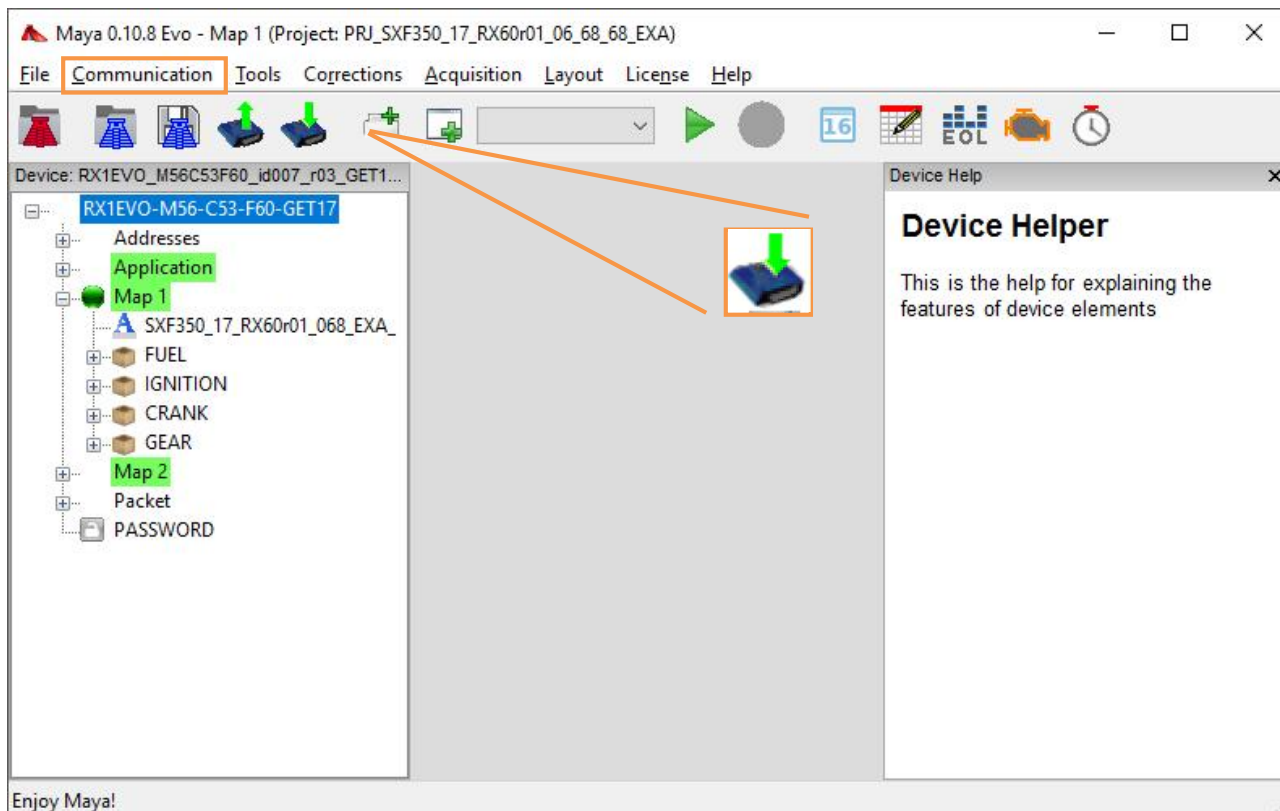 Maya 0.10.8 Evo - Map 1 (Project: PRJ_SXF350_17_RX60r01_06_68_68_EXA)
File Communication Tools Corrections Acquisition Layout License Help
16 EOL
Device: RX1EVO_M56C53F60_id007_r03_GET1...
RX1EVO-M56-C53-F60-GET17
Addresses
Application
Map 1
A SXF350_17_RX60r01_068_EXA_
FUEL
IGNITION
CRANK
GEAR
Map 2
Packet
PASSWORD
Device Help
Device Helper
This is the help for explaining the
features of device elements
Enjoy Maya!